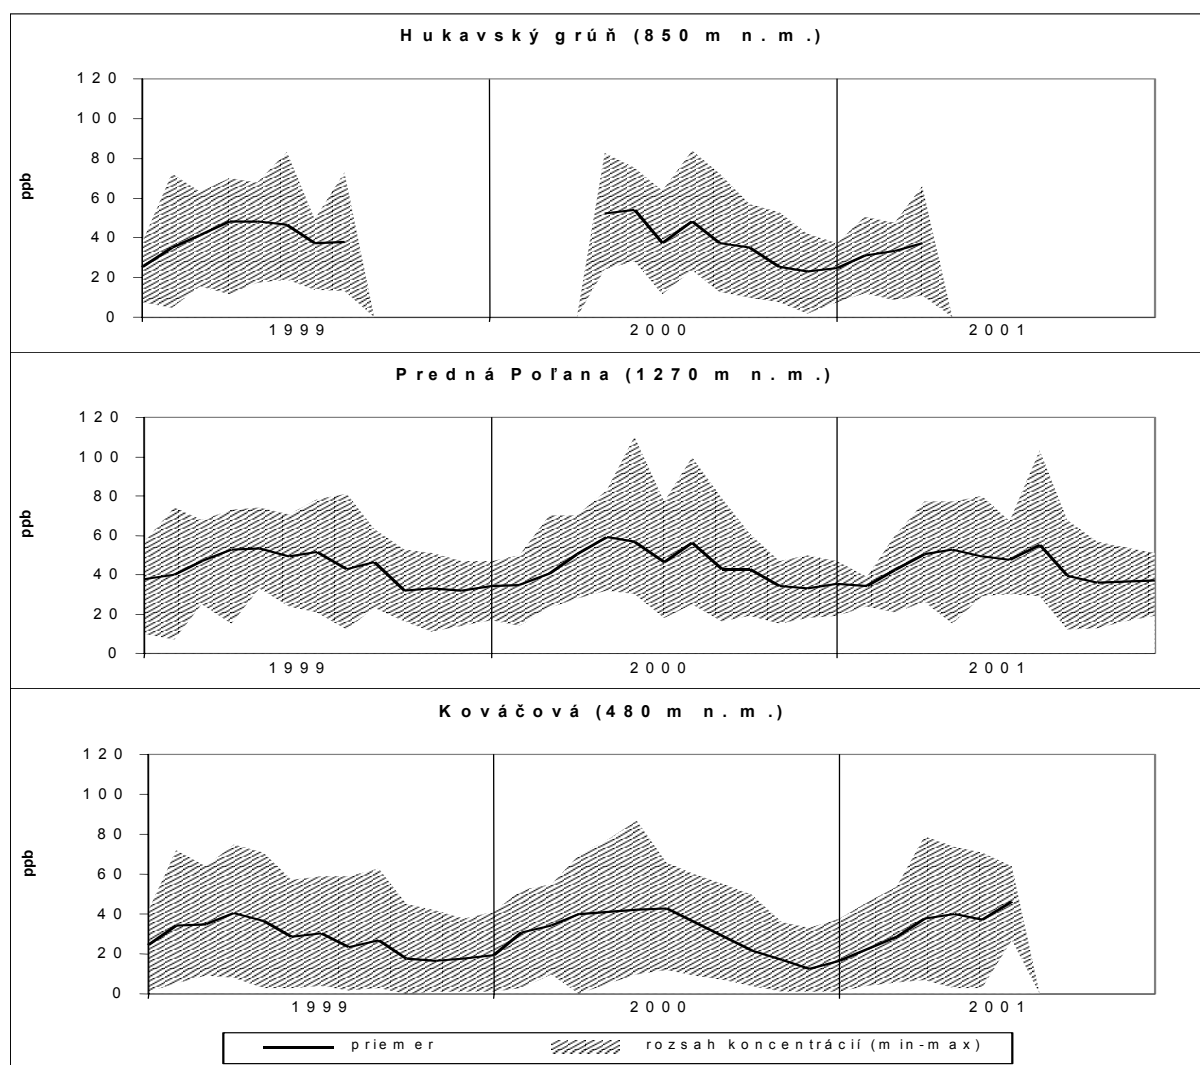 Hukavský grúň (850 m n.m.)
120
100
80
60
40
20
0
ppb
1999 2000 2001
Predná Poľana (1270 m n.m.)
120
100
80
60
40
20
0
ppb
1999 2000 2001
Kováčová (480 m n.m.)
120
100
80
60
40
20
0
ppb
1999 2000 2001
priemer rozsah koncentrácií (min-max)